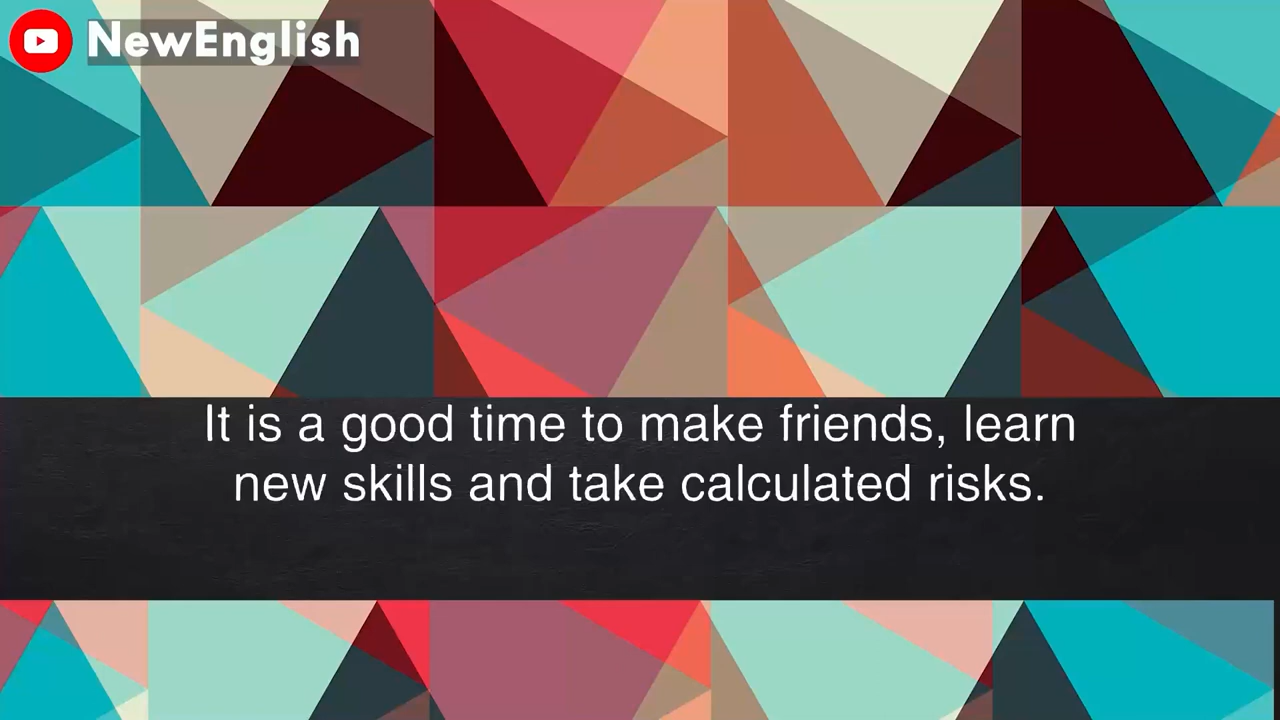 NewEnglish
It is a good time to make friends, learn
new skills and take calculated risks.